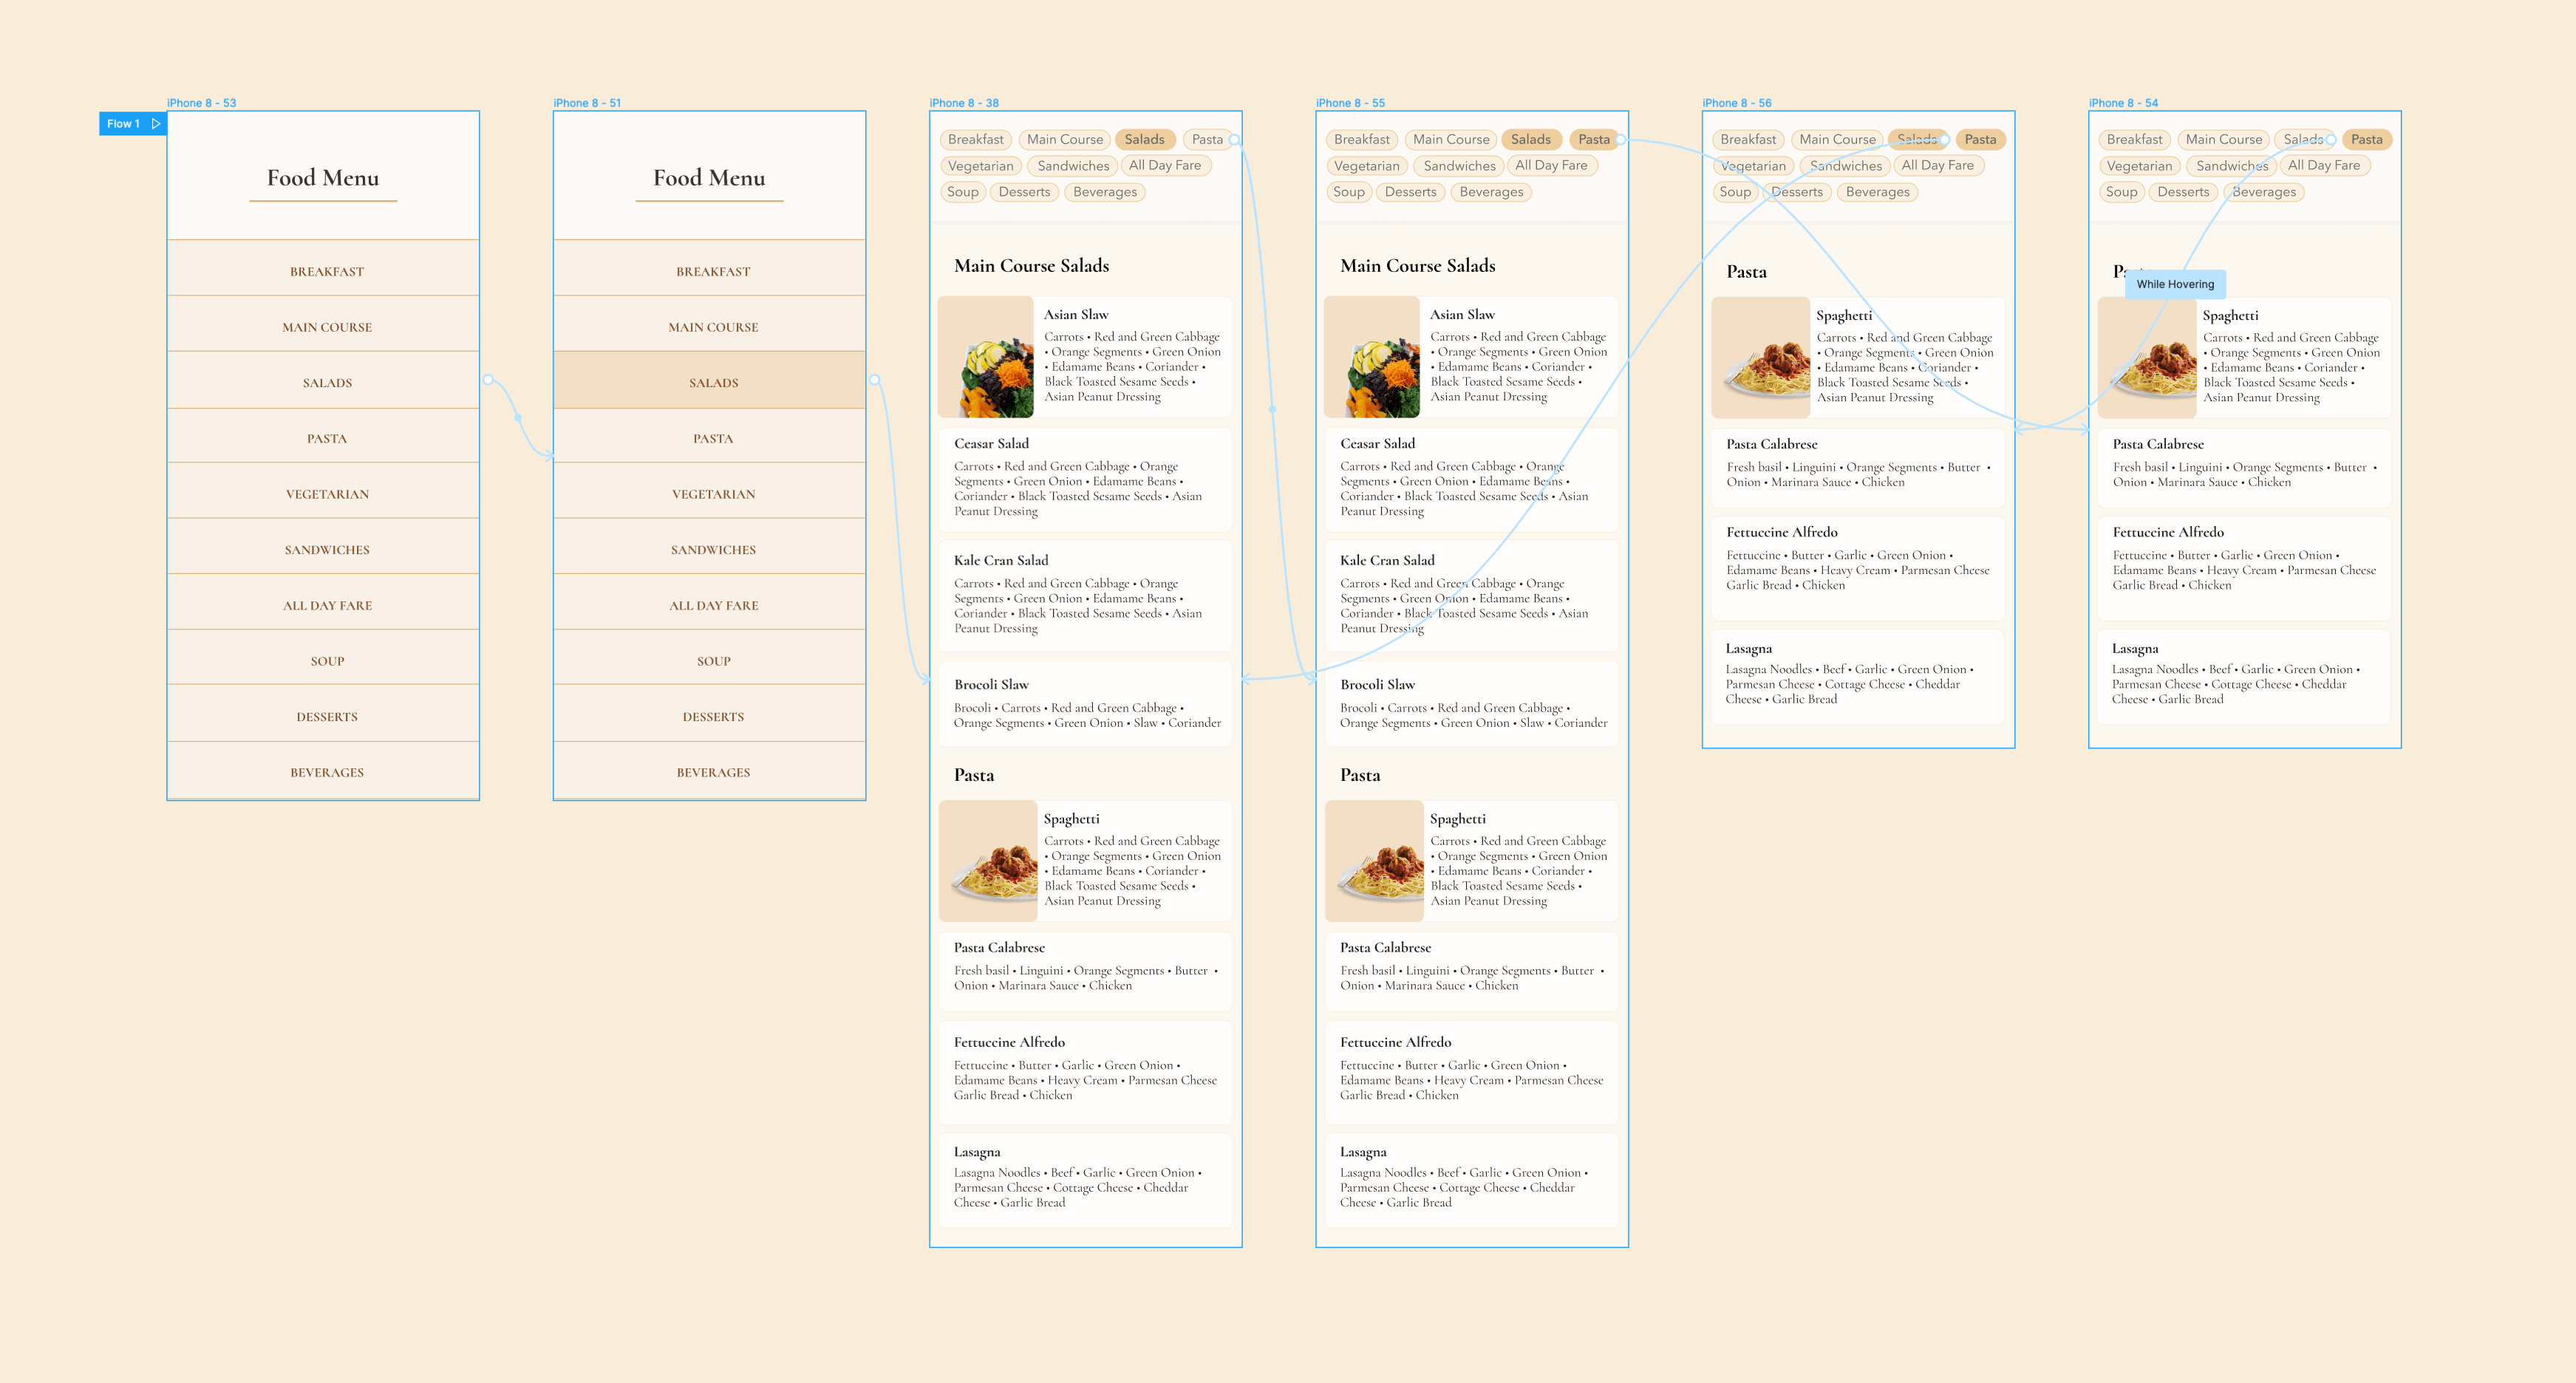 iPhone 8 - 53
Flow 1
Food Menu
BREAKFAST
MAIN COURSE
SALADS
PASTA
VEGETARIAN
SANDWICHES
ALL DAY FARE
SOUP
DESSERTS
BEVERAGES
iPhone 8 - 51
Food Menu
BREAKFAST
MAIN COURSE
SALADS
PASTA
VEGETARIAN
SANDWICHES
ALL DAY FARE
SOUP
DESSERTS
BEVERAGES
iPhone 8 - 38
Breakfast Main Course Salads Pasta
Vegetarian Sandwiches All Day Fare
Soup Desserts Beverages
Main Course Salads
Asian Slaw
Carrots • Red and Green Cabbage
• Orange Segments • Green Onion
• Edamame Beans • Coriander •
Black Toasted Sesame Seeds •
Asian Peanut Dressing
Ceasar Salad
Carrots • Red and Green Cabbage • Orange
Segments • Green Onion • Edamame Beans •
Coriander • Black Toasted Sesame Seeds • Asian
Peanut Dressing
Kale Cran Salad
Carrots • Red and Green Cabbage • Orange
Segments • Green Onion • Edamame Beans •
Coriander • Black Toasted Sesame Seeds • Asian
Peanut Dressing
Brocoli Slaw
Brocoli • Carrots • Red and Green Cabbage •
Orange Segments • Green Onion • Slaw • Coriander
Pasta
Spaghetti
Carrots • Red and Green Cabbage
• Orange Segments • Green Onion
• Edamame Beans • Coriander •
Black Toasted Sesame Seeds •
Asian Peanut Dressing
Pasta Calabrese
Fresh basil • Linguini • Orange Segments • Butter •
Onion • Marinara Sauce • Chicken
Fettuccine Alfredo
Fettuccine • Butter • Garlic • Green Onion •
Edamame Beans • Heavy Cream • Parmesan Cheese
Garlic Bread • Chicken
Lasagna
Lasagna Noodles • Beef • Garlic • Green Onion •
Parmesan Cheese • Cottage Cheese • Cheddar
Cheese • Garlic Bread
iPhone 8 - 55
Breakfast Main Course Salads Pasta
Vegetarian Sandwiches All Day Fare
Soup Desserts Beverages
Main Course Salads
Asian Slaw
Carrots • Red and Green Cabbage
• Orange Segments • Green Onion
• Edamame Beans • Coriander •
Black Toasted Sesame Seeds •
Asian Peanut Dressing
Ceasar Salad
Carrots • Red and Green Cabbage • Orange
Segments • Green Onion • Edamame Beans •
Coriander • Black Toasted Sesame Seeds • Asian
Peanut Dressing
Kale Cran Salad
Carrots • Red and Green Cabbage • Orange
Segments • Green Onion • Edamame Beans •
Coriander • Black Toasted Sesame Seeds • Asian
Peanut Dressing
Brocoli Slaw
Brocoli • Carrots • Red and Green Cabbage •
Orange Segments • Green Onion • Slaw • Coriander
Pasta
Spaghetti
Carrots • Red and Green Cabbage
• Orange Segments • Green Onion
• Edamame Beans • Coriander •
Black Toasted Sesame Seeds •
Asian Peanut Dressing
Pasta Calabrese
Fresh basil • Linguini • Orange Segments • Butter •
Onion • Marinara Sauce • Chicken
Fettuccine Alfredo
Fettuccine • Butter • Garlic • Green Onion •
Edamame Beans • Heavy Cream • Parmesan Cheese
Garlic Bread • Chicken
Lasagna
Lasagna Noodles • Beef • Garlic • Green Onion •
Parmesan Cheese • Cottage Cheese • Cheddar
Cheese • Garlic Bread
iPhone 8 - 56
Breakfast Main Course Salads Pasta
Vegetarian Sandwiches All Day Fare
Soup Desserts Beverages
Pasta
Spaghetti
Carrots • Red and Green Cabbage
• Orange Segments • Green Onion
• Edamame Beans • Coriander •
Black Toasted Sesame Seeds •
Asian Peanut Dressing
Pasta Calabrese
Fresh basil • Linguini • Orange Segments • Butter •
Onion • Marinara Sauce • Chicken
Fettuccine Alfredo
Fettuccine • Butter • Garlic • Green Onion •
Edamame Beans • Heavy Cream • Parmesan Cheese
Garlic Bread • Chicken
Lasagna
Lasagna Noodles • Beef • Garlic • Green Onion •
Parmesan Cheese • Cottage Cheese • Cheddar
Cheese • Garlic Bread
iPhone 8 - 54
Breakfast Main Course Salads Pasta
Vegetarian Sandwiches All Day Fare
Soup Desserts Beverages
While Hovering
Spaghetti
Carrots • Red and Green Cabbage
• Orange Segments • Green Onion
• Edamame Beans • Coriander •
Black Toasted Sesame Seeds •
Asian Peanut Dressing
Pasta Calabrese
Fresh basil • Linguini • Orange Segments • Butter •
Onion • Marinara Sauce • Chicken
Fettuccine Alfredo
Fettuccine • Butter • Garlic • Green Onion •
Edamame Beans • Heavy Cream • Parmesan Cheese
Garlic Bread • Chicken
Lasagna
Lasagna Noodles • Beef • Garlic • Green Onion •
Parmesan Cheese • Cottage Cheese • Cheddar
Cheese • Garlic Bread